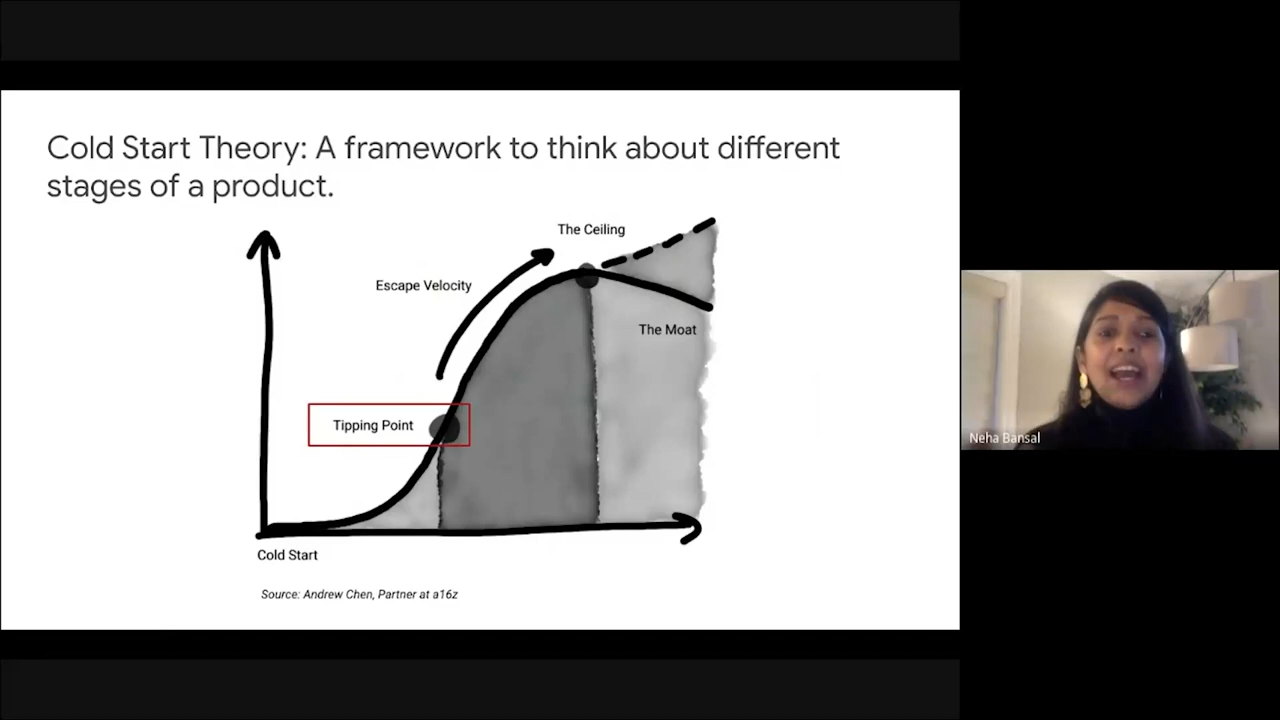 Cold Start Theory: A framework to think about different
stages of a product.
The Ceiling
Escape Velocity
The Moat
Tipping Point
Cold Start
Source: Andrew Chen, Partner at a16z
Neha Bansal